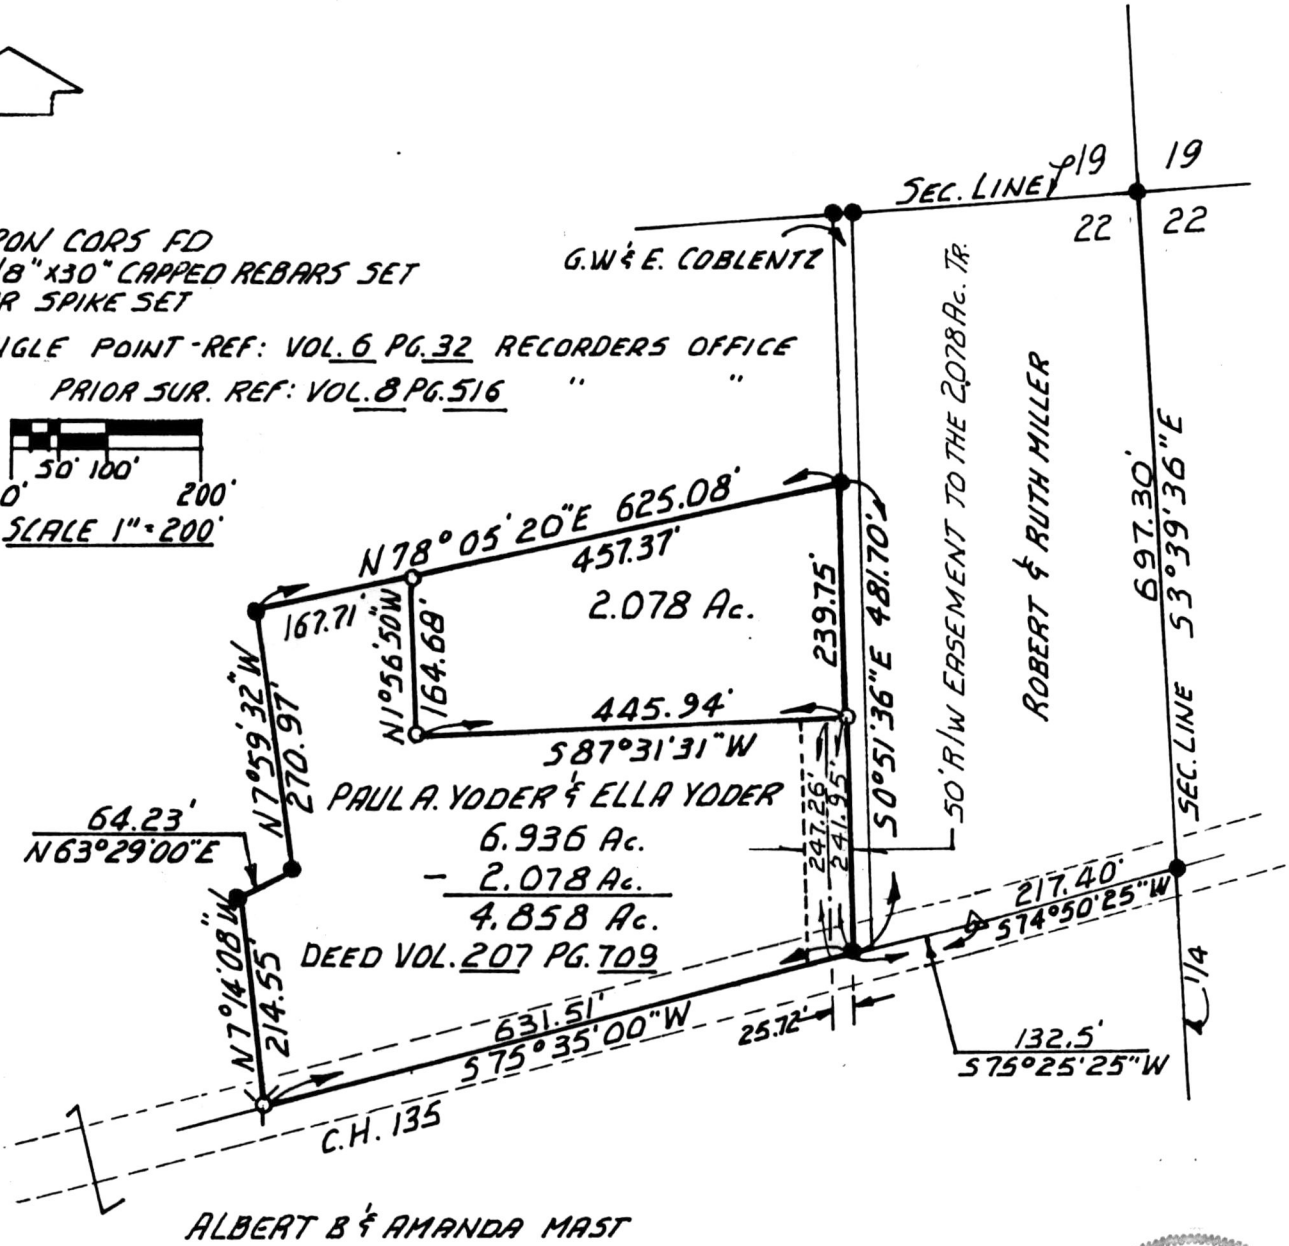 SEC. LINE
19
19
22
22
RON CORS FD
/8"X30" CAPPED REBARS SET
R SPIKE SET
NGLE POINT - REF: VOL. 6 PG. 32 RECORDERS OFFICE
PRIOR SUR. REF: VOL. 8 PG. 516 " "
G.W & E. COBLENTZ
0' 50' 100' 200'
SCALE 1"=200'
N 78° 05' 20"E 625.08'
457.37'
167.71'
2.078 Ac.
N1°56'50"W
164.68'
239.75'
S0°51'36"E 481.70'
50' R/W EASEMENT TO THE 2.078 Ac. TR.
ROBERT & RUTH MILLER
697.30'
SEC. LINE S3°39'36"E
445.94'
S87°31'31"W
N7°59'32"W
270.97'
64.23'
N63°29'00"E
PAUL A. YODER & ELLA YODER
6.936 Ac.
- 2.078 Ac.
4.858 Ac.
DEED VOL. 207 PG. 709
247.26'
241.95'
N7°14'08"W
214.55'
217.40'
S74°50'25"W
631.51'
S75°35'00"W
25.72'
132.5'
S75°25'25"W
1/4
C.H. 135
ALBERT B & AMANDA MAST